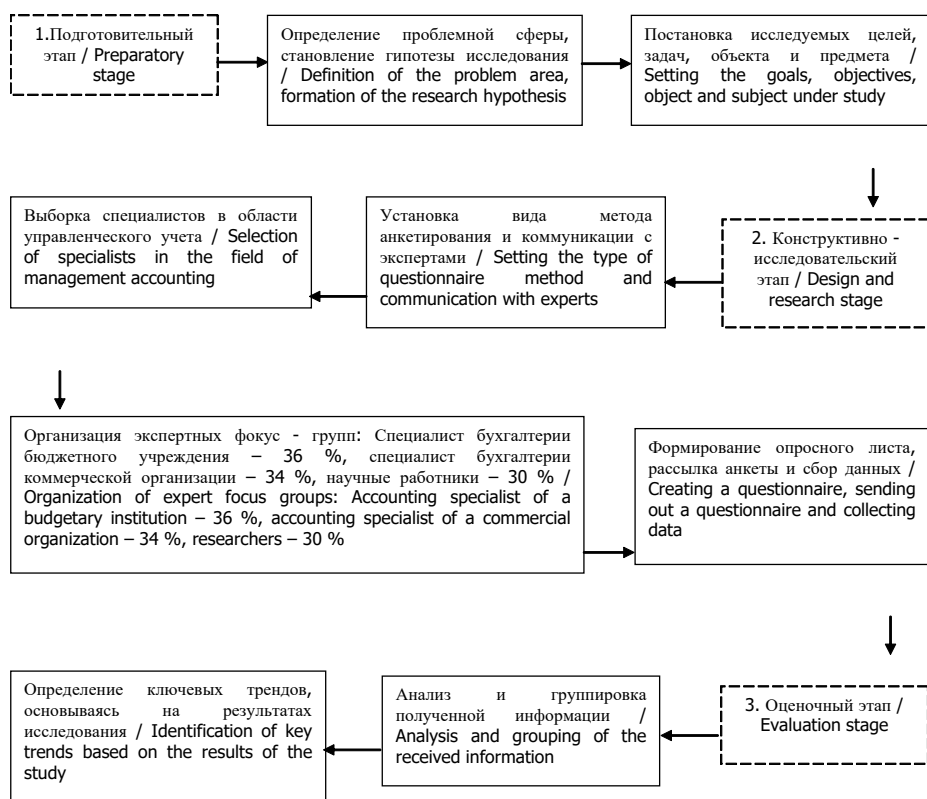 1.Подготовительный
этап / Preparatory
stage
Определение проблемной сферы,
становление гипотезы исследования
/ Definition of the problem area,
formation of the research hypothesis
Постановка исследуемых целей,
задач, объекта и предмета /
Setting the goals, objectives,
object and subject under study
2. Конструктивно -
исследовательский
этап / Design and
research stage
Установка вида метода
анкетирования и коммуникации с
экспертами / Setting the type of
questionnaire method and
communication with experts
Выборка специалистов в области
управленческого учета / Selection
of specialists in the field of
management accounting
Организация экспертных фокус - групп: Специалист бухгалтерии
бюджетного учреждения – 36 %, специалист бухгалтерии
коммерческой организации – 34 %, научные работники – 30 % /
Organization of expert focus groups: Accounting specialist of a
budgetary institution – 36 %, accounting specialist of a commercial
organization – 34 %, researchers – 30 %
Формирование опросного листа,
рассылка анкеты и сбор данных /
Creating a questionnaire, sending
out a questionnaire and collecting
data
3. Оценочный этап /
Evaluation stage
Анализ и группировка
полученной информации /
Analysis and grouping of the
received information
Определение ключевых трендов,
основываясь на результатах
исследования / Identification of key
trends based on the results of the
study